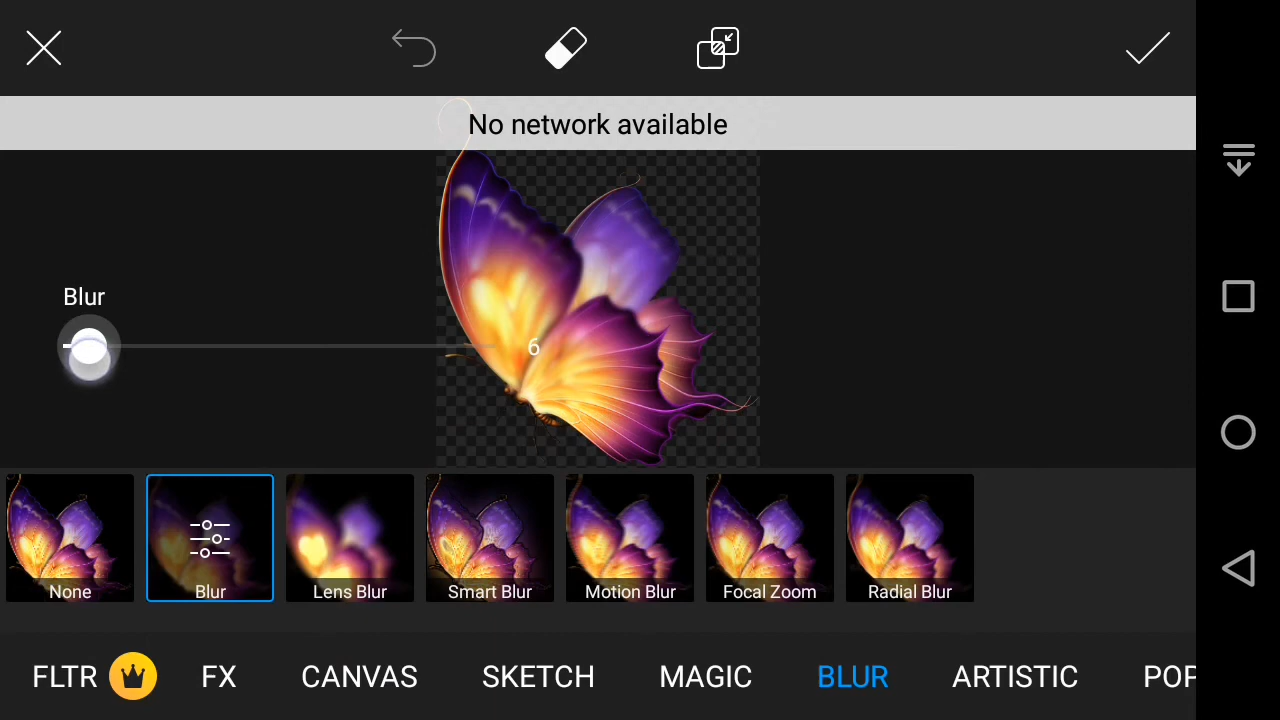 No network available
Blur
6
None
Blur
Lens Blur
Smart Blur
Motion Blur
Focal Zoom
Radial Blur
FLTR
FX
CANVAS
SKETCH
MAGIC
BLUR
ARTISTIC
POP